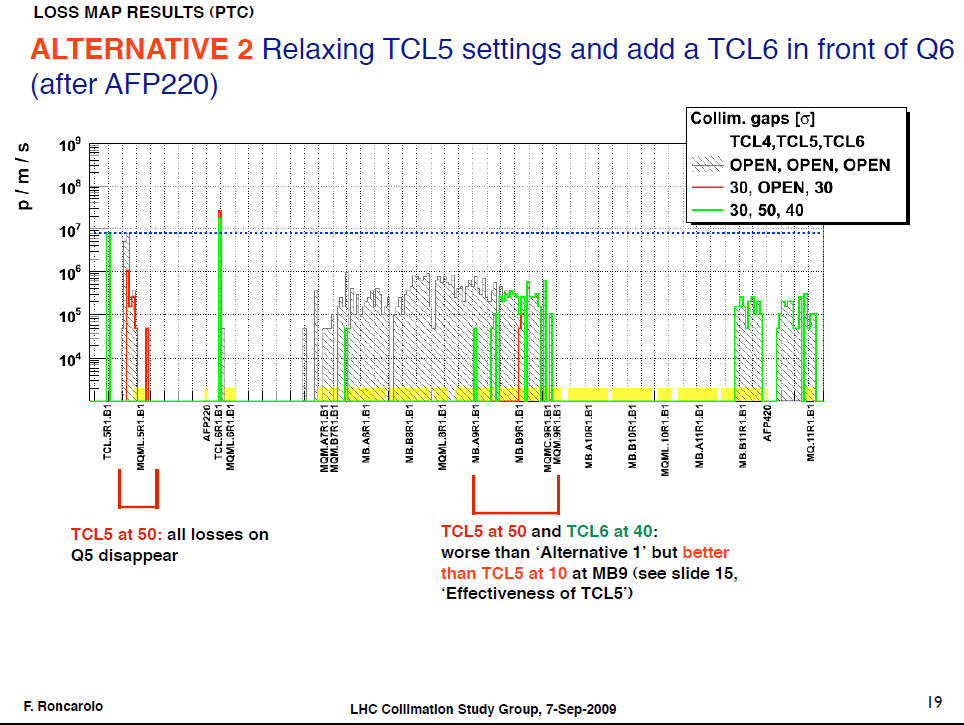 LOSS MAP RESULTS (PTC)
ALTERNATIVE 2 Relaxing TCL5 settings and add a TCL6 in front of Q6
(after AFP220)
p / m / s
10⁹
10⁸
10⁷
10⁶
10⁵
10⁴
Collim. gaps [σ]
TCL4,TCL5,TCL6
OPEN, OPEN, OPEN
30, OPEN, 30
30, 50, 40
TCL.5R1.B1
MQML.5R1.B1
AFP220
TCL.6R1.B1
MQML.6R1.B1
MQM.A7R1.B1
MQM.B7R1.B1
MB.A8R1.B1
MB.B8R1.B1
MQML.8R1.B1
MB.A9R1.B1
MB.B9R1.B1
MQMC.9R1.B1
MQM.9R1.B1
MB.A10R1.B1
MB.B10R1.B1
MQML.10R1.B1
MB.A11R1.B1
MB.B11R1.B1
AFP420
MQ.11R1.B1
TCL5 at 50: all losses on
Q5 disappear
TCL5 at 50 and TCL6 at 40:
worse than ‘Alternative 1’ but better
than TCL5 at 10 at MB9 (see slide 15,
‘Effectiveness of TCL5’)
F. Roncarolo
LHC Collimation Study Group, 7-Sep-2009
19